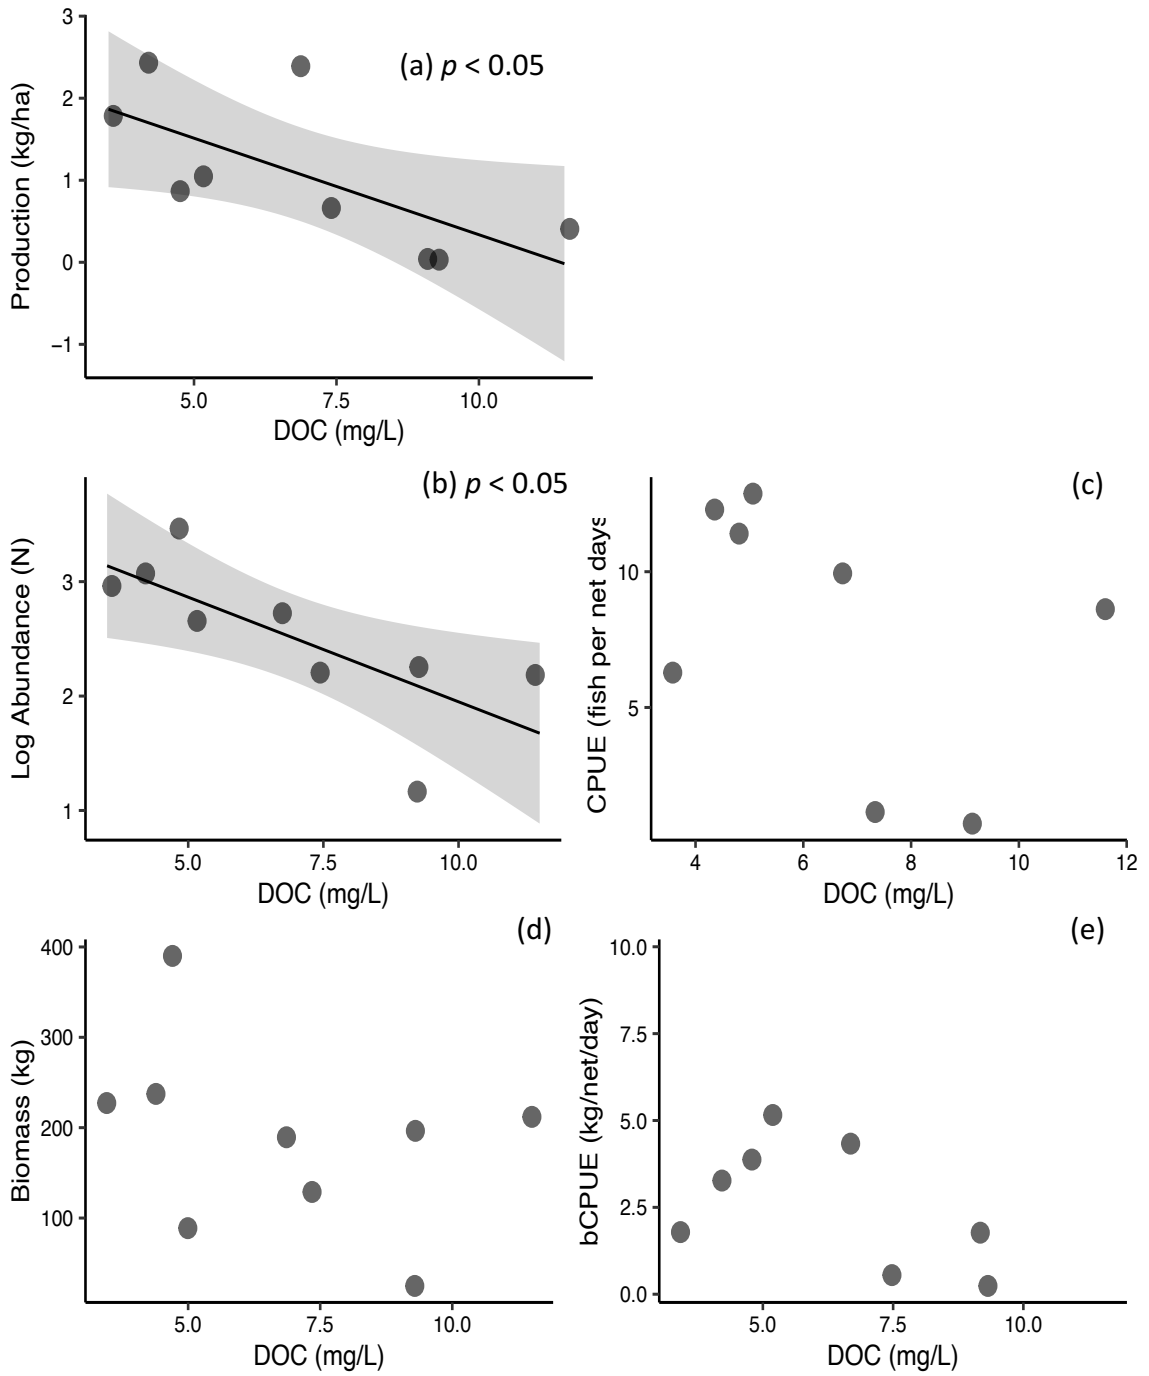 (a) p < 0.05
Production (kg/ha)
3
2
1
0
−1
5.0 7.5 10.0
DOC (mg/L)
(b) p < 0.05
Log Abundance (N)
3
2
1
5.0 7.5 10.0
DOC (mg/L)
(c)
CPUE (fish per net days
10
5
4 6 8 10 12
DOC (mg/L)
(d)
Biomass (kg)
400
300
200
100
5.0 7.5 10.0
DOC (mg/L)
(e)
bCPUE (kg/net/day)
10.0
7.5
5.0
2.5
0.0
5.0 7.5 10.0
DOC (mg/L)